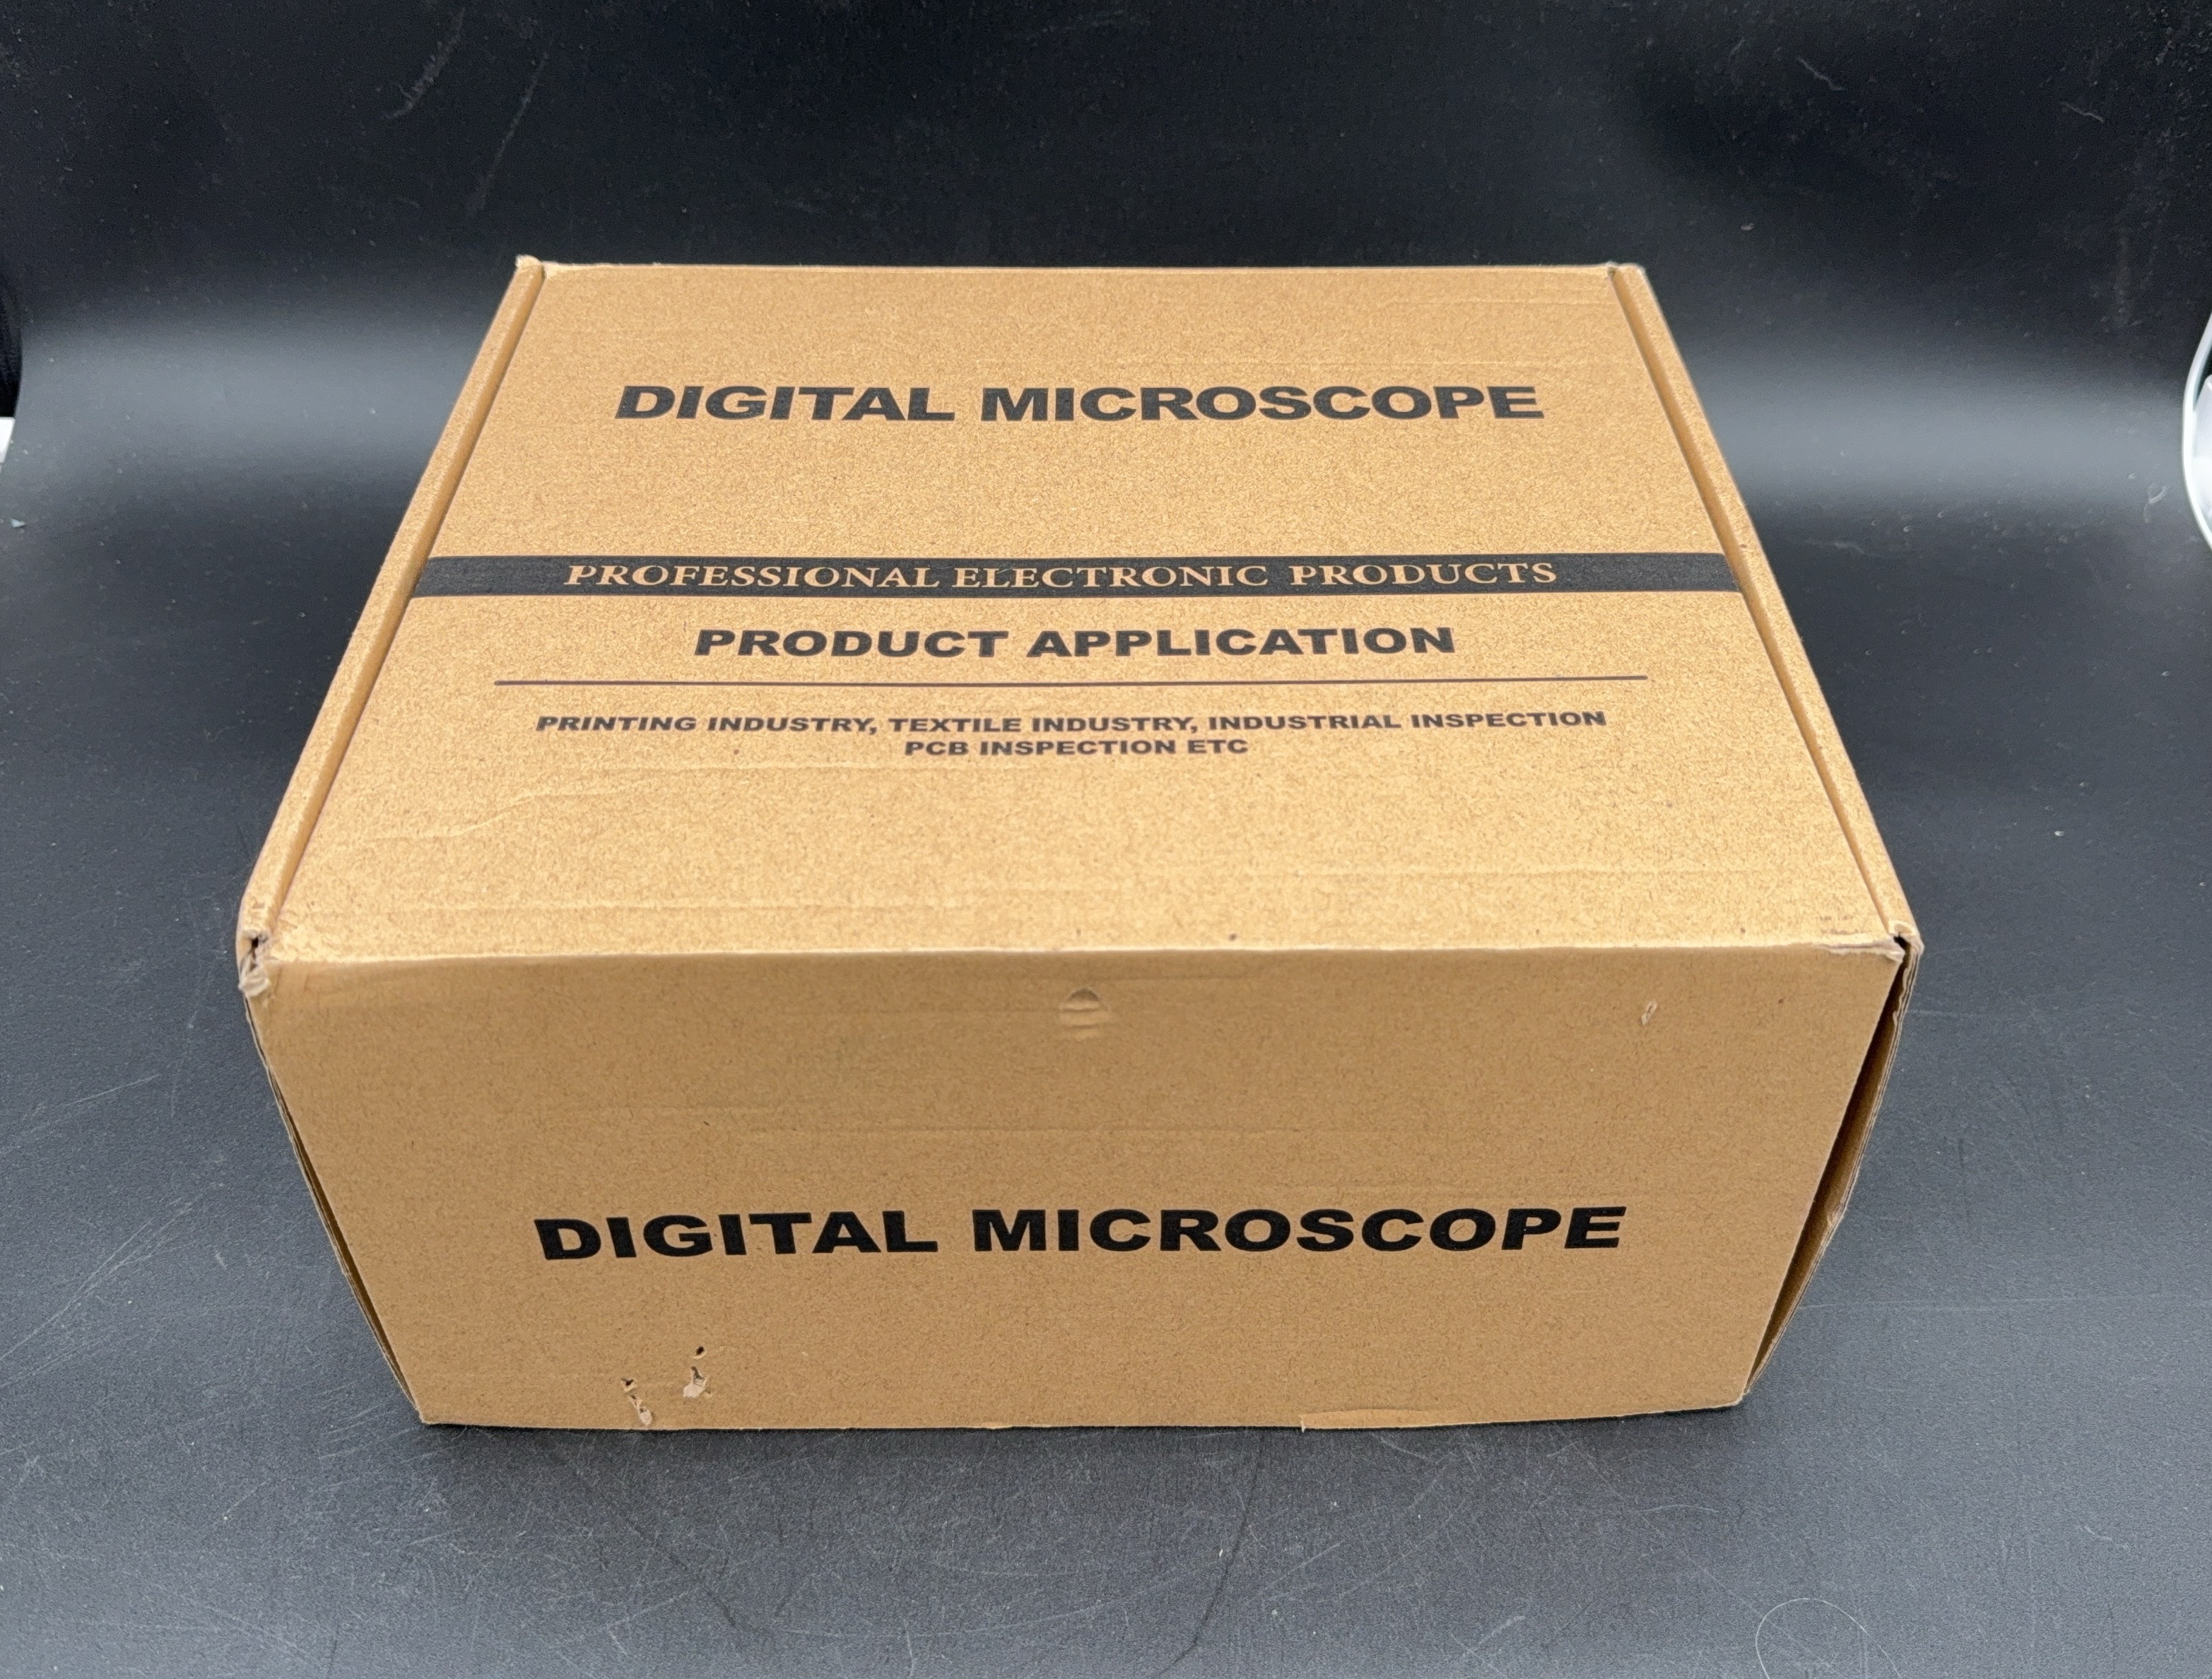 DIGITAL MICROSCOPE
PROFESSIONAL ELECTRONIC PRODUCTS
PRODUCT APPLICATION
PRINTING INDUSTRY, TEXTILE INDUSTRY, INDUSTRIAL INSPECTION
PCB INSPECTION ETC
DIGITAL MICROSCOPE